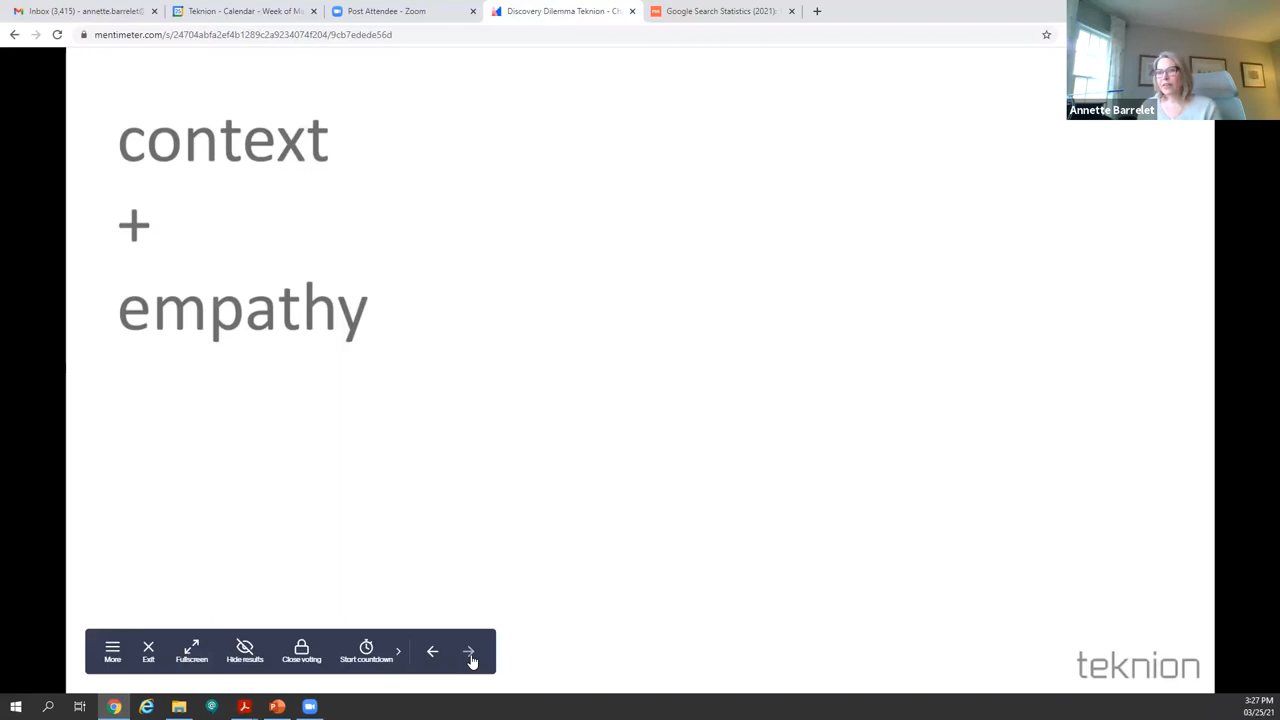 Inbox (3,415) - annette.barrelet@
Teknion - Calendar - Week of Ma
Post Attendee - Zoom
Discovery Dilemma Teknion - Ch
Google Search Statistics (2021):
mentimeter.com/s/24704abfa2ef4b1289c2a9234074f204/9cb7edede56d
Annette Barrelet
context
+
empathy
More
Exit
Fullscreen
Hide results
Close voting
Start countdown
teknion
3:27 PM
03/25/21